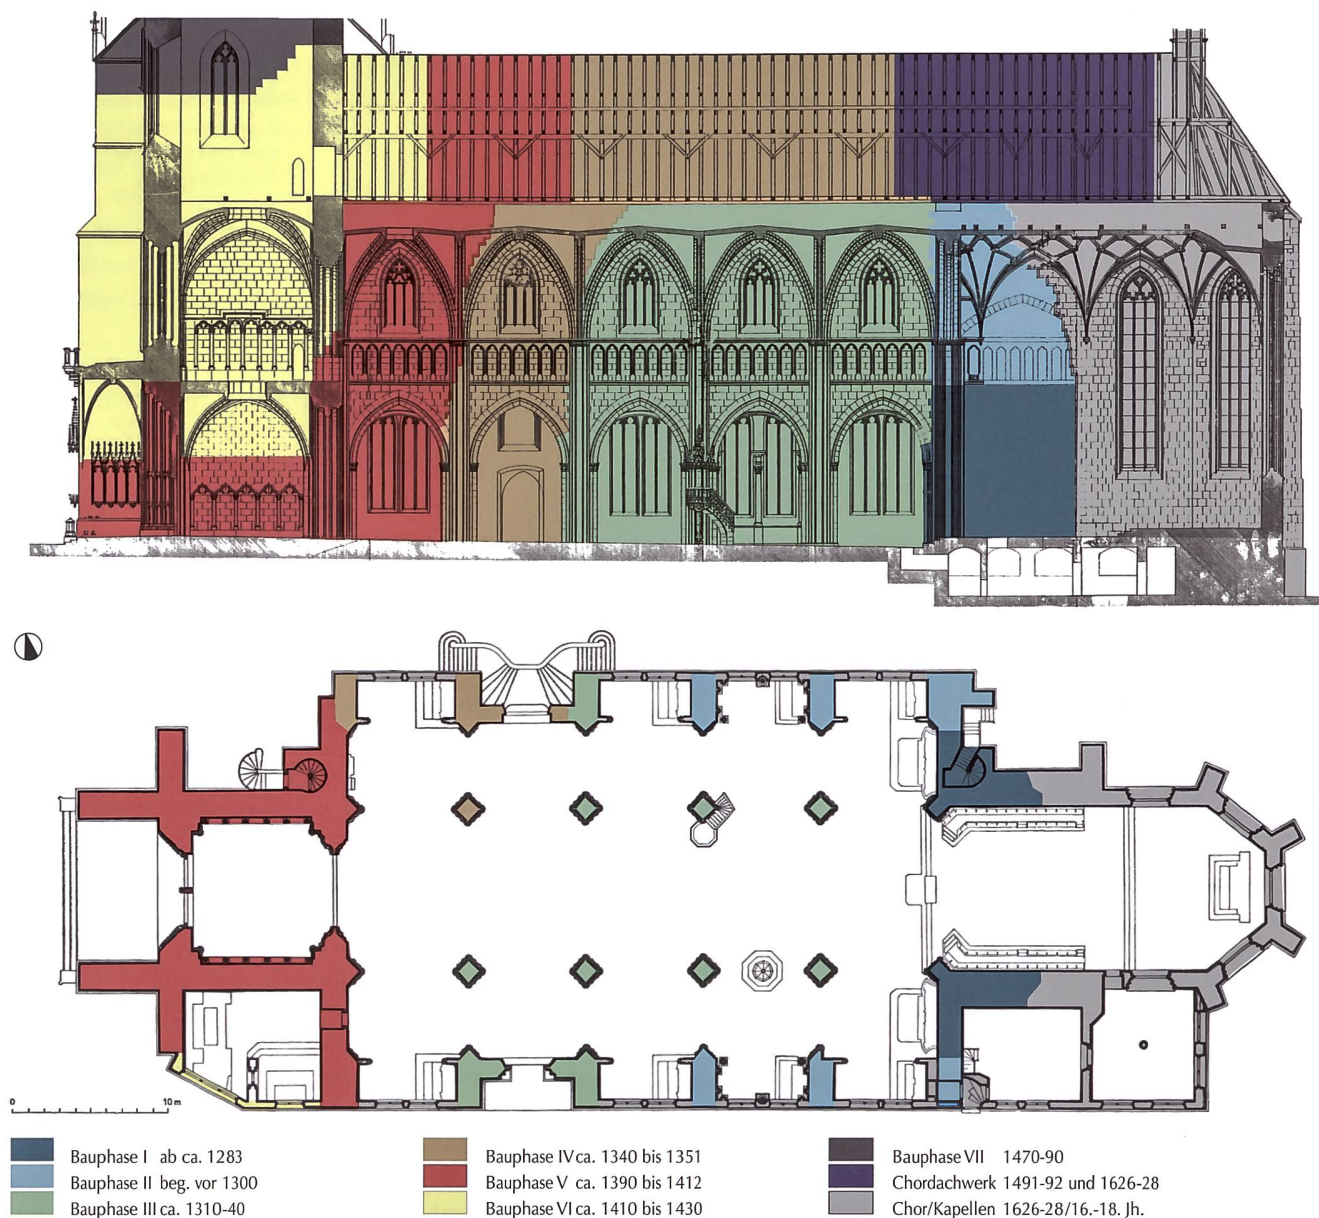 0 10 m
Bauphase I ab ca. 1283
Bauphase II beg. vor 1300
Bauphase III ca. 1310-40
Bauphase IV ca. 1340 bis 1351
Bauphase V ca. 1390 bis 1412
Bauphase VI ca. 1410 bis 1430
Bauphase VII 1470-90
Chordachwerk 1491-92 und 1626-28
Chor/Kapellen 1626-28/16.-18. Jh.